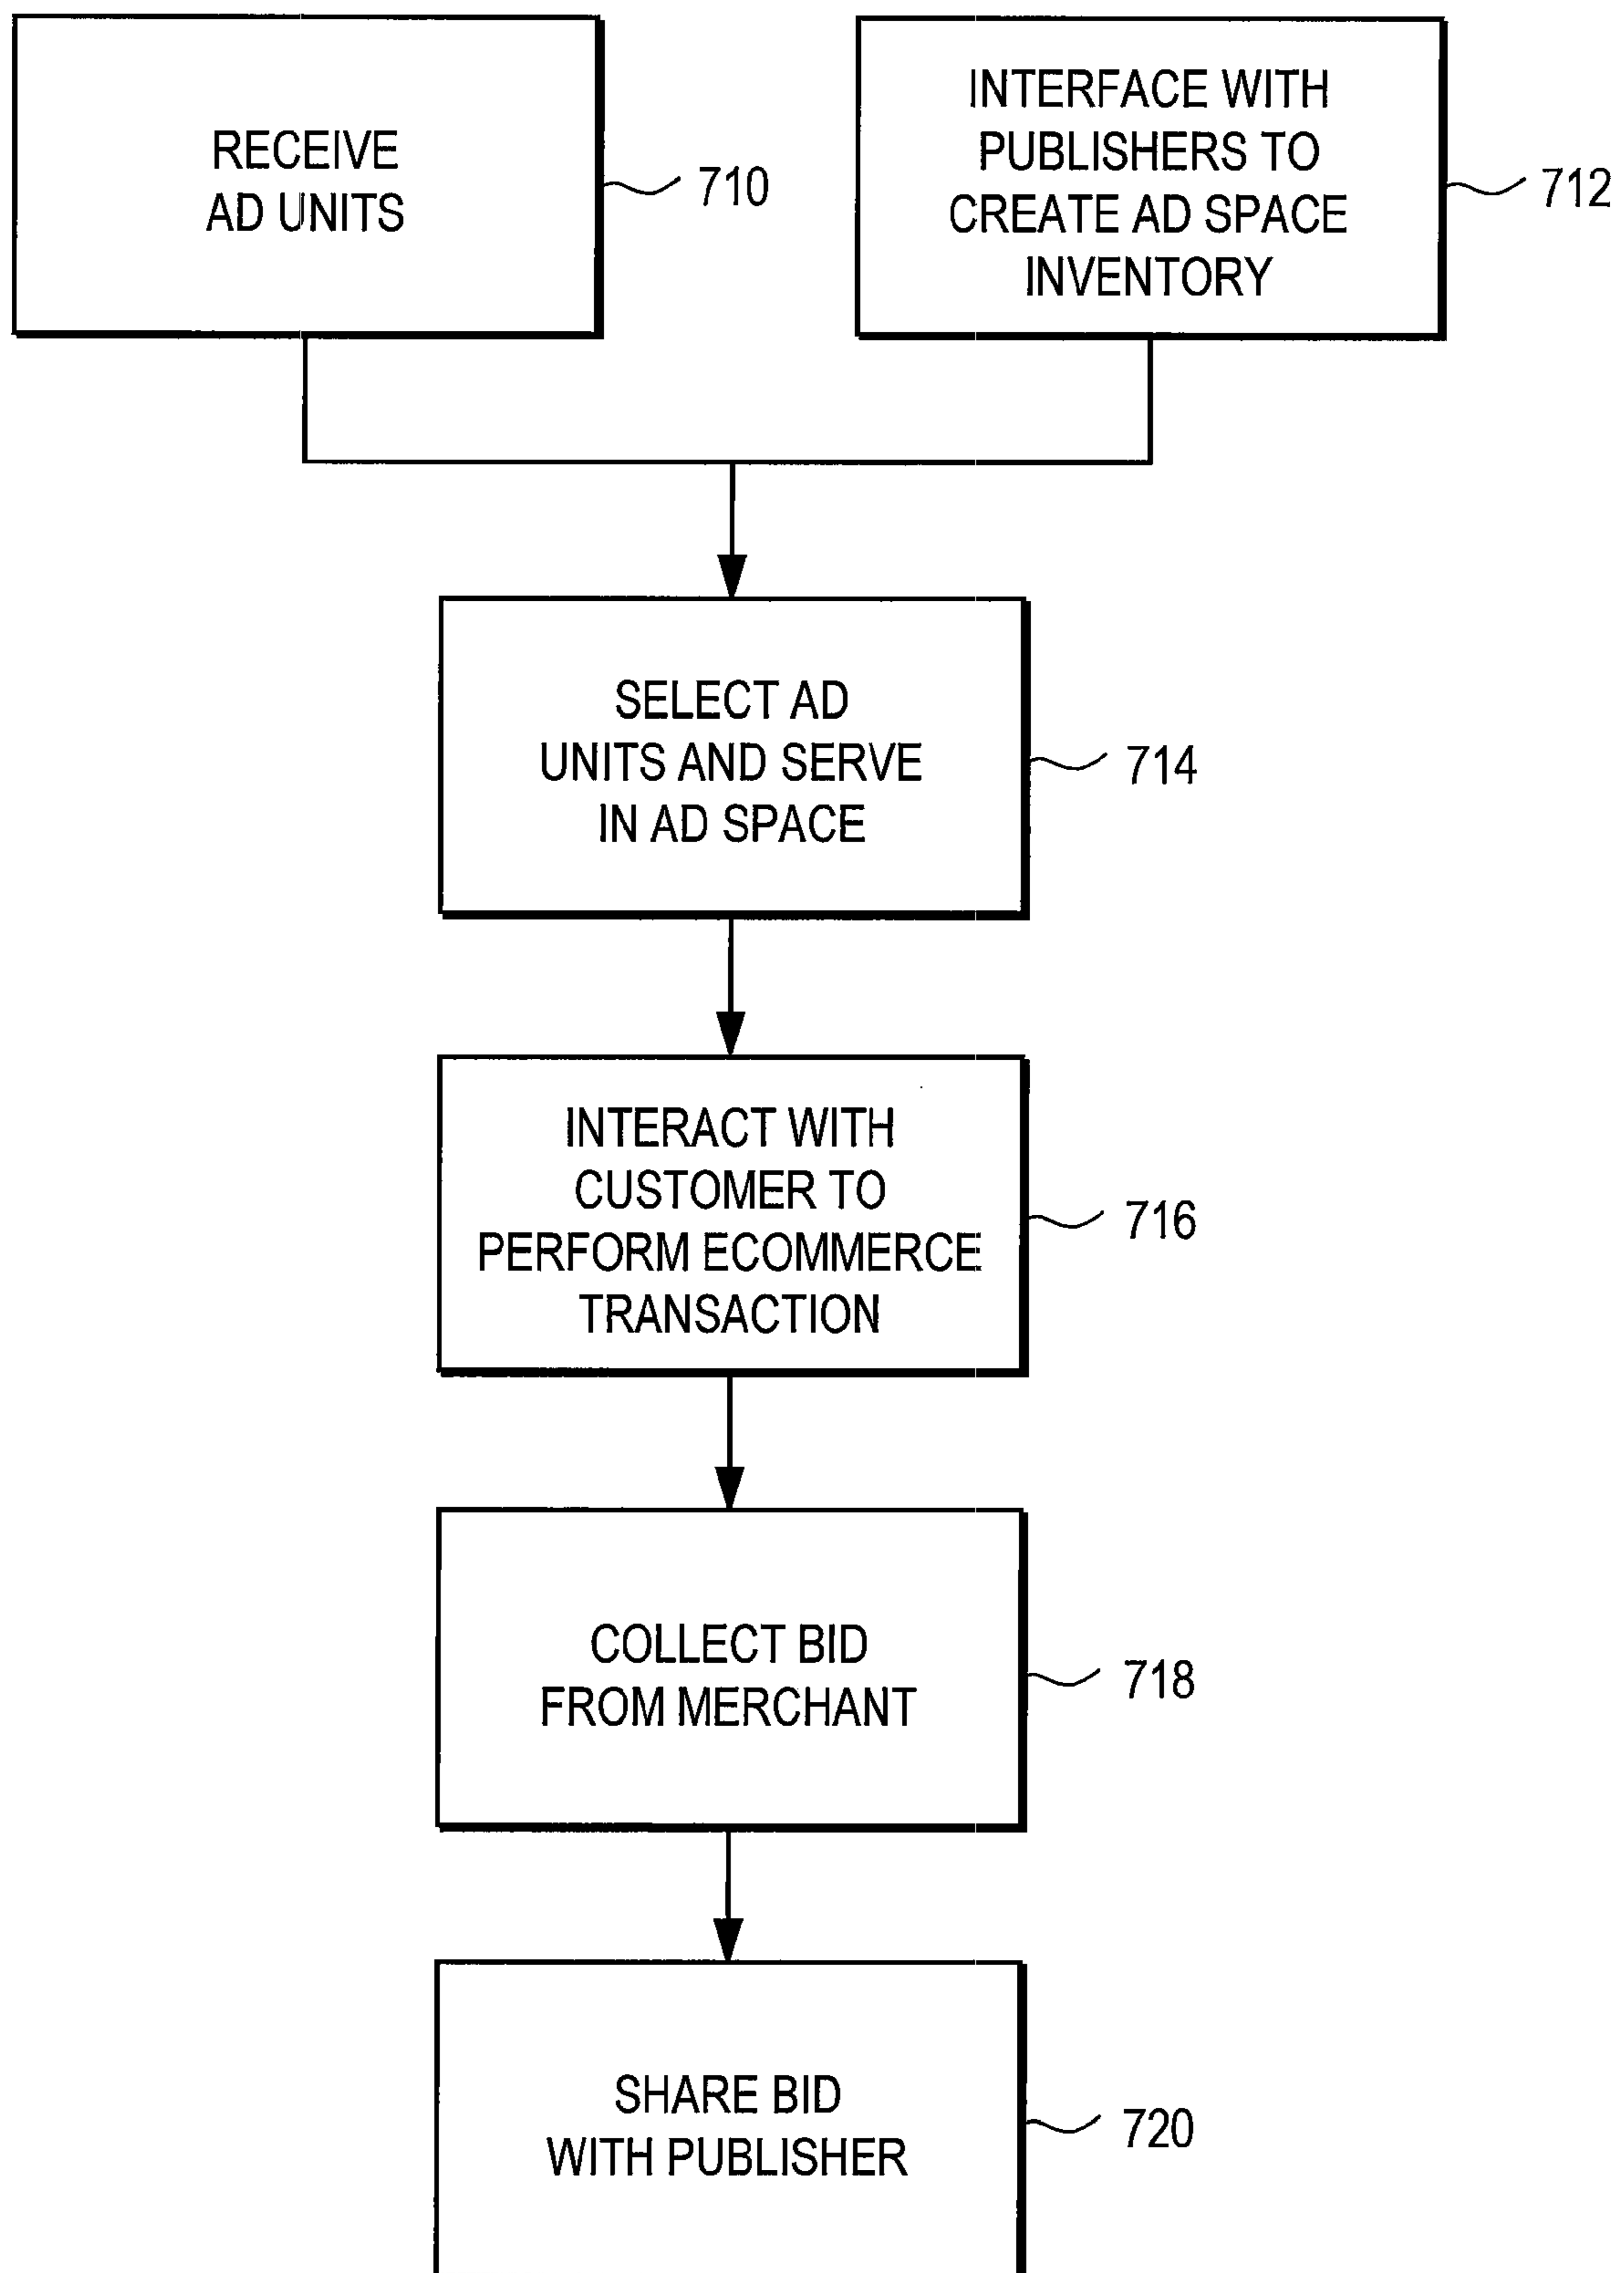 RECEIVE
AD UNITS
710
INTERFACE WITH
PUBLISHERS TO
CREATE AD SPACE
INVENTORY
712
SELECT AD
UNITS AND SERVE
IN AD SPACE
714
INTERACT WITH
CUSTOMER TO
PERFORM ECOMMERCE
TRANSACTION
716
COLLECT BID
FROM MERCHANT
718
SHARE BID
WITH PUBLISHER
720